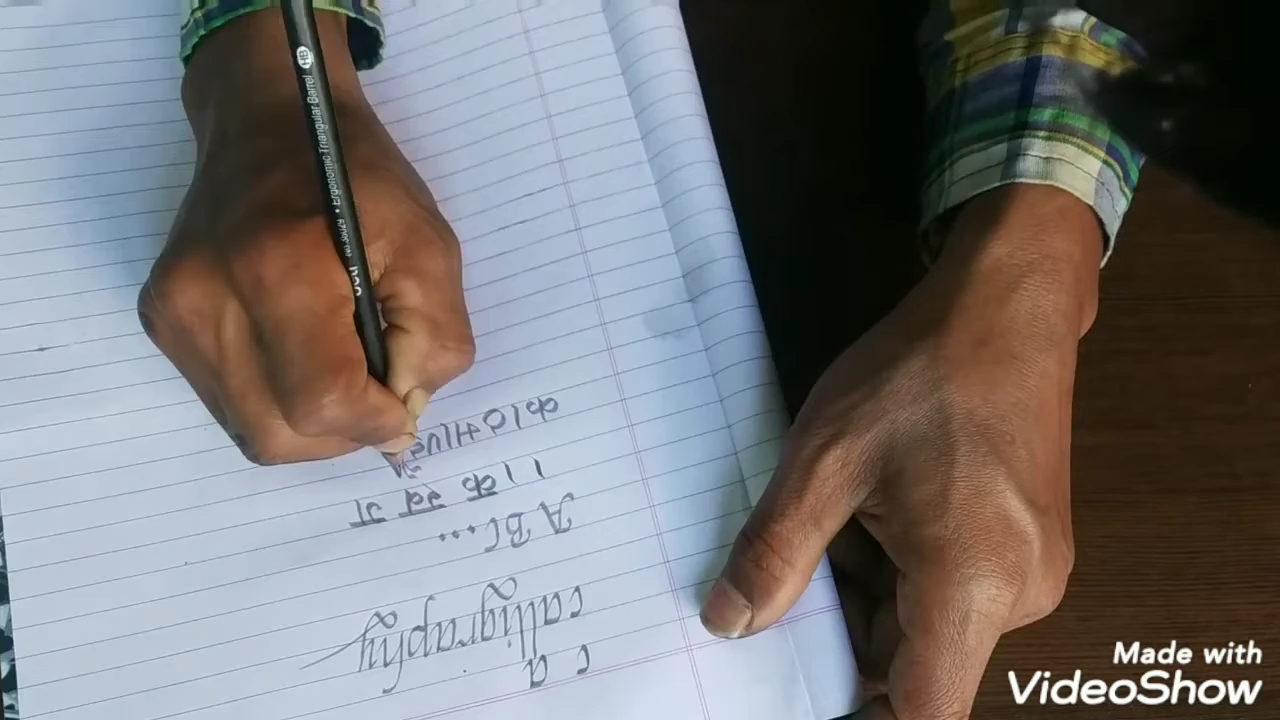 c a
calligraphy
ABC...
क ख ग
HB Ergonomic Triangular Barrel
Made with
VideoShow